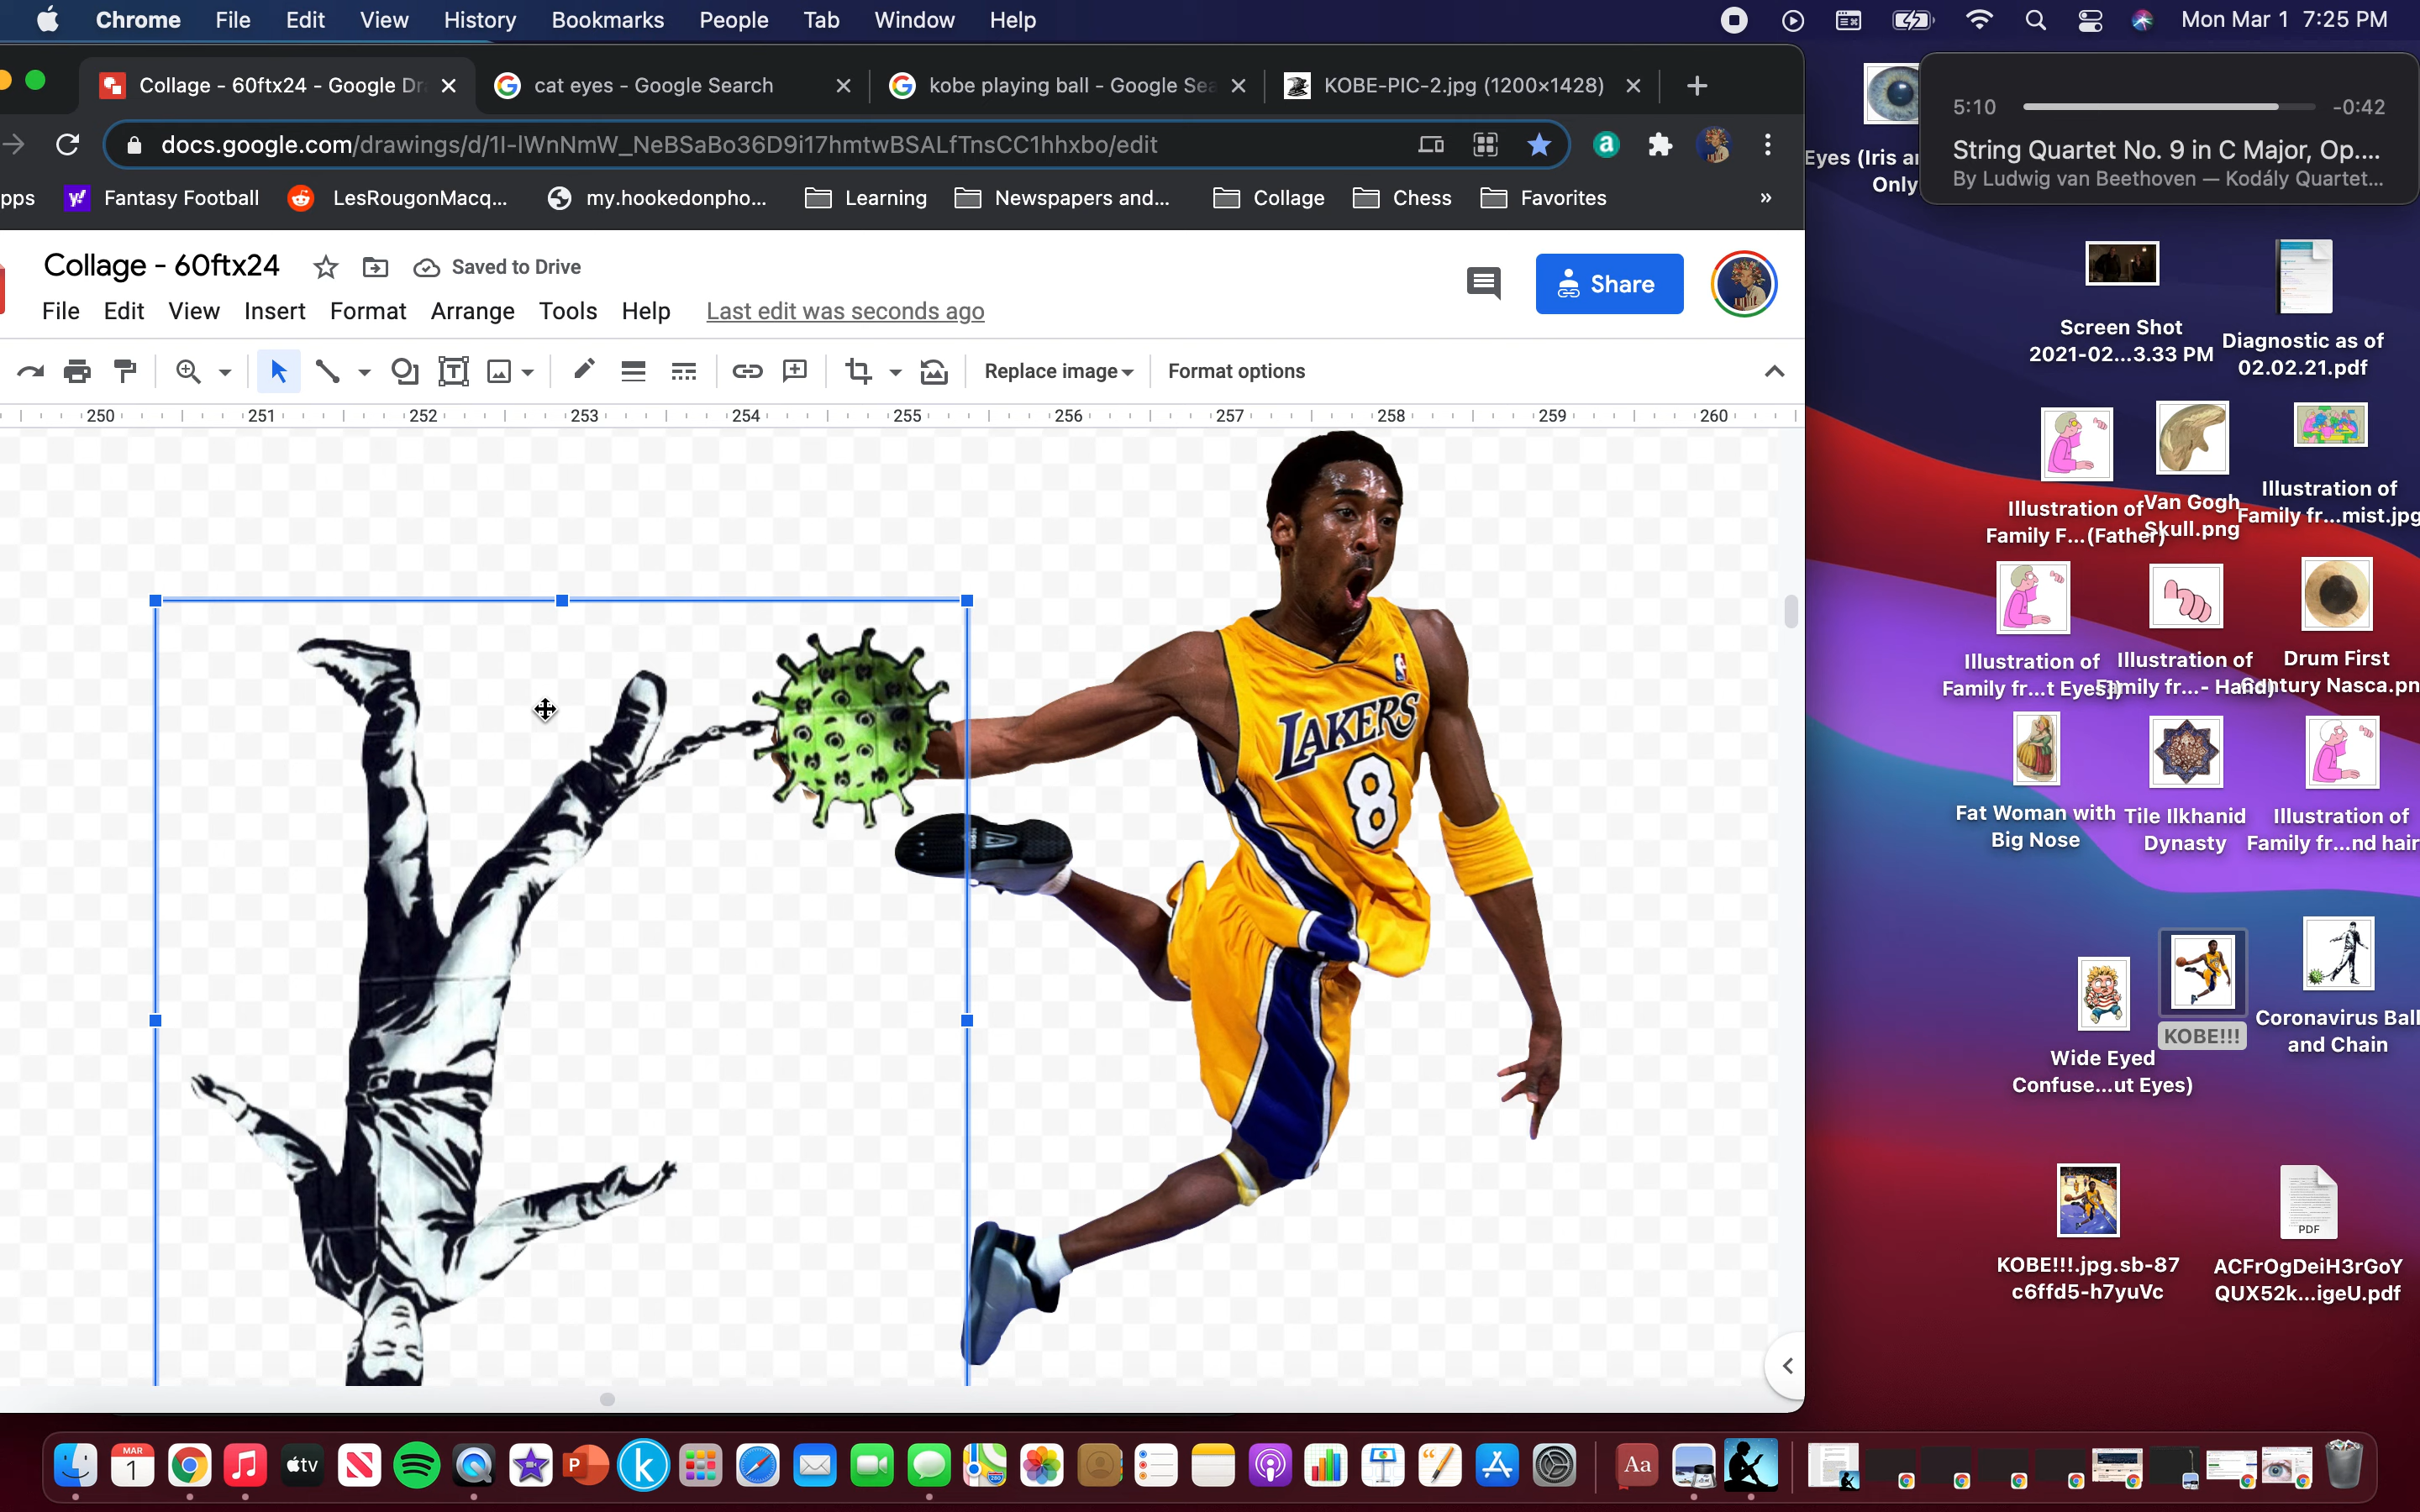 Chrome File Edit View History Bookmarks People Tab Window Help Mon Mar 1 7:25 PM
Collage - 60ftx24 - Google Dr
cat eyes - Google Search
kobe playing ball - Google Sea
KOBE-PIC-2.jpg (1200×1428)
docs.google.com/drawings/d/1I-IWnNmW_NeBSaBo36D9i17hmtwBSALfTnsCC1hhxbo/edit
pps Fantasy Football LesRougonMacq... my.hookedonpho... Learning Newspapers and... Collage Chess Favorites »
5:10 -0:42
String Quartet No. 9 in C Major, Op....
By Ludwig van Beethoven — Kodály Quartet...
Collage - 60ftx24 Saved to Drive
Share
File Edit View Insert Format Arrange Tools Help Last edit was seconds ago
Replace image Format options
250 251 252 253 254 255 256 257 258 259 260
LAKERS
8
Eyes (Iris an
Only
Screen Shot
2021-02...3.33 PM
Diagnostic as of
02.02.21.pdf
Illustration of
Family F...(Father)
Van Gogh
Skull.png
Illustration of
Family fr...mist.jpg
Illustration of
Family fr...t Eyes])
Illustration of
Family fr...- Hand)
Drum First
Century Nasca.pn
Fat Woman with
Big Nose
Tile Ilkhanid
Dynasty
Illustration of
Family fr...nd hair
Wide Eyed
Confuse...ut Eyes)
KOBE!!!
Coronavirus Ball
and Chain
KOBE!!!.jpg.sb-87
c6ffd5-h7yuVc
PDF
ACFrOgDeiH3rGoY
QUX52k...igeU.pdf
MAR
1
tv
P
k
280
Aa